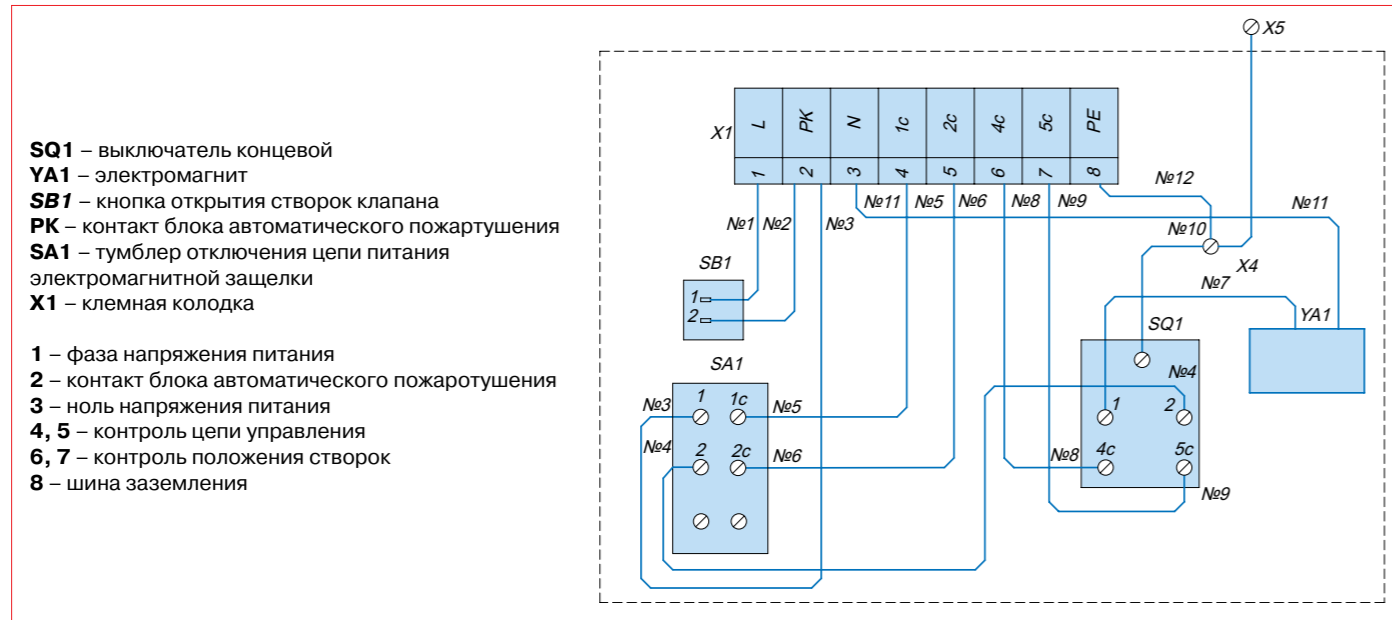 SQ1 – выключатель концевой
YA1 – электромагнит
SB1 – кнопка открытия створок клапана
РК – контакт блока автоматического пожартушения
SA1 – тумблер отключения цепи питания
электромагнитной защелки
X1 – клемная колодка
1 – фаза напряжения питания
2 – контакт блока автоматического пожаротушения
3 – ноль напряжения питания
4, 5 – контроль цепи управления
6, 7 – контроль положения створок
8 – шина заземления
X5
X1
L PK N 1c 2c 4c 5c PE
1 2 3 4 5 6 7 8
№12
№1 №2 №3 №11 №5 №6 №8 №9 №11
№10
X4
SB1
1
2
№7
SQ1
YA1
SA1
№4
№3 1 1c №5
1 2
№4 2 2c №6
№8 4c 5c
№9